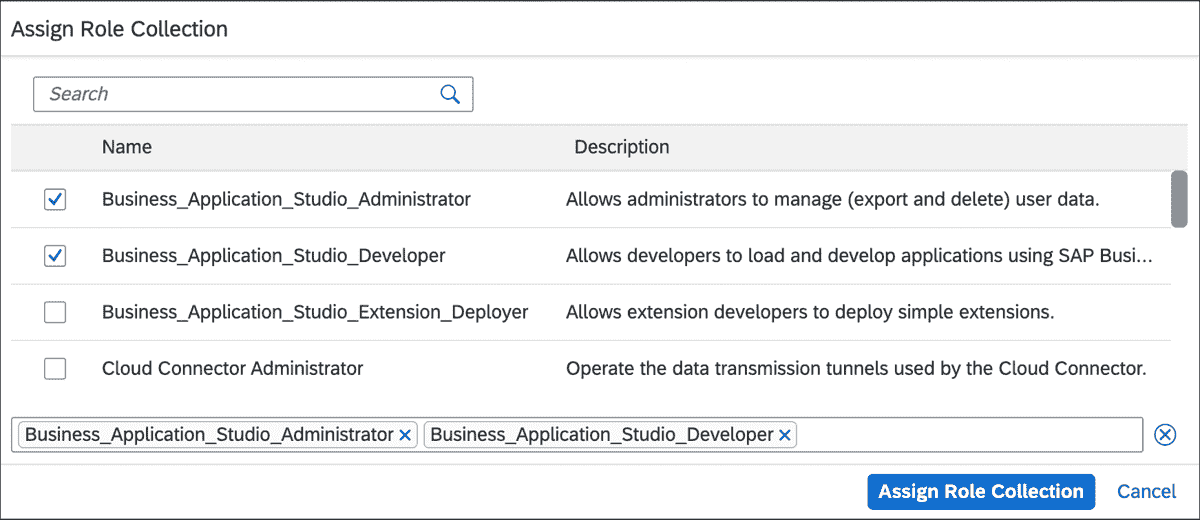 Assign Role Collection
Search
Name Description
Business_Application_Studio_Administrator Allows administrators to manage (export and delete) user data.
Business_Application_Studio_Developer Allows developers to load and develop applications using SAP Busi...
Business_Application_Studio_Extension_Deployer Allows extension developers to deploy simple extensions.
Cloud Connector Administrator Operate the data transmission tunnels used by the Cloud Connector.
Business_Application_Studio_Administrator Business_Application_Studio_Developer
Assign Role Collection Cancel